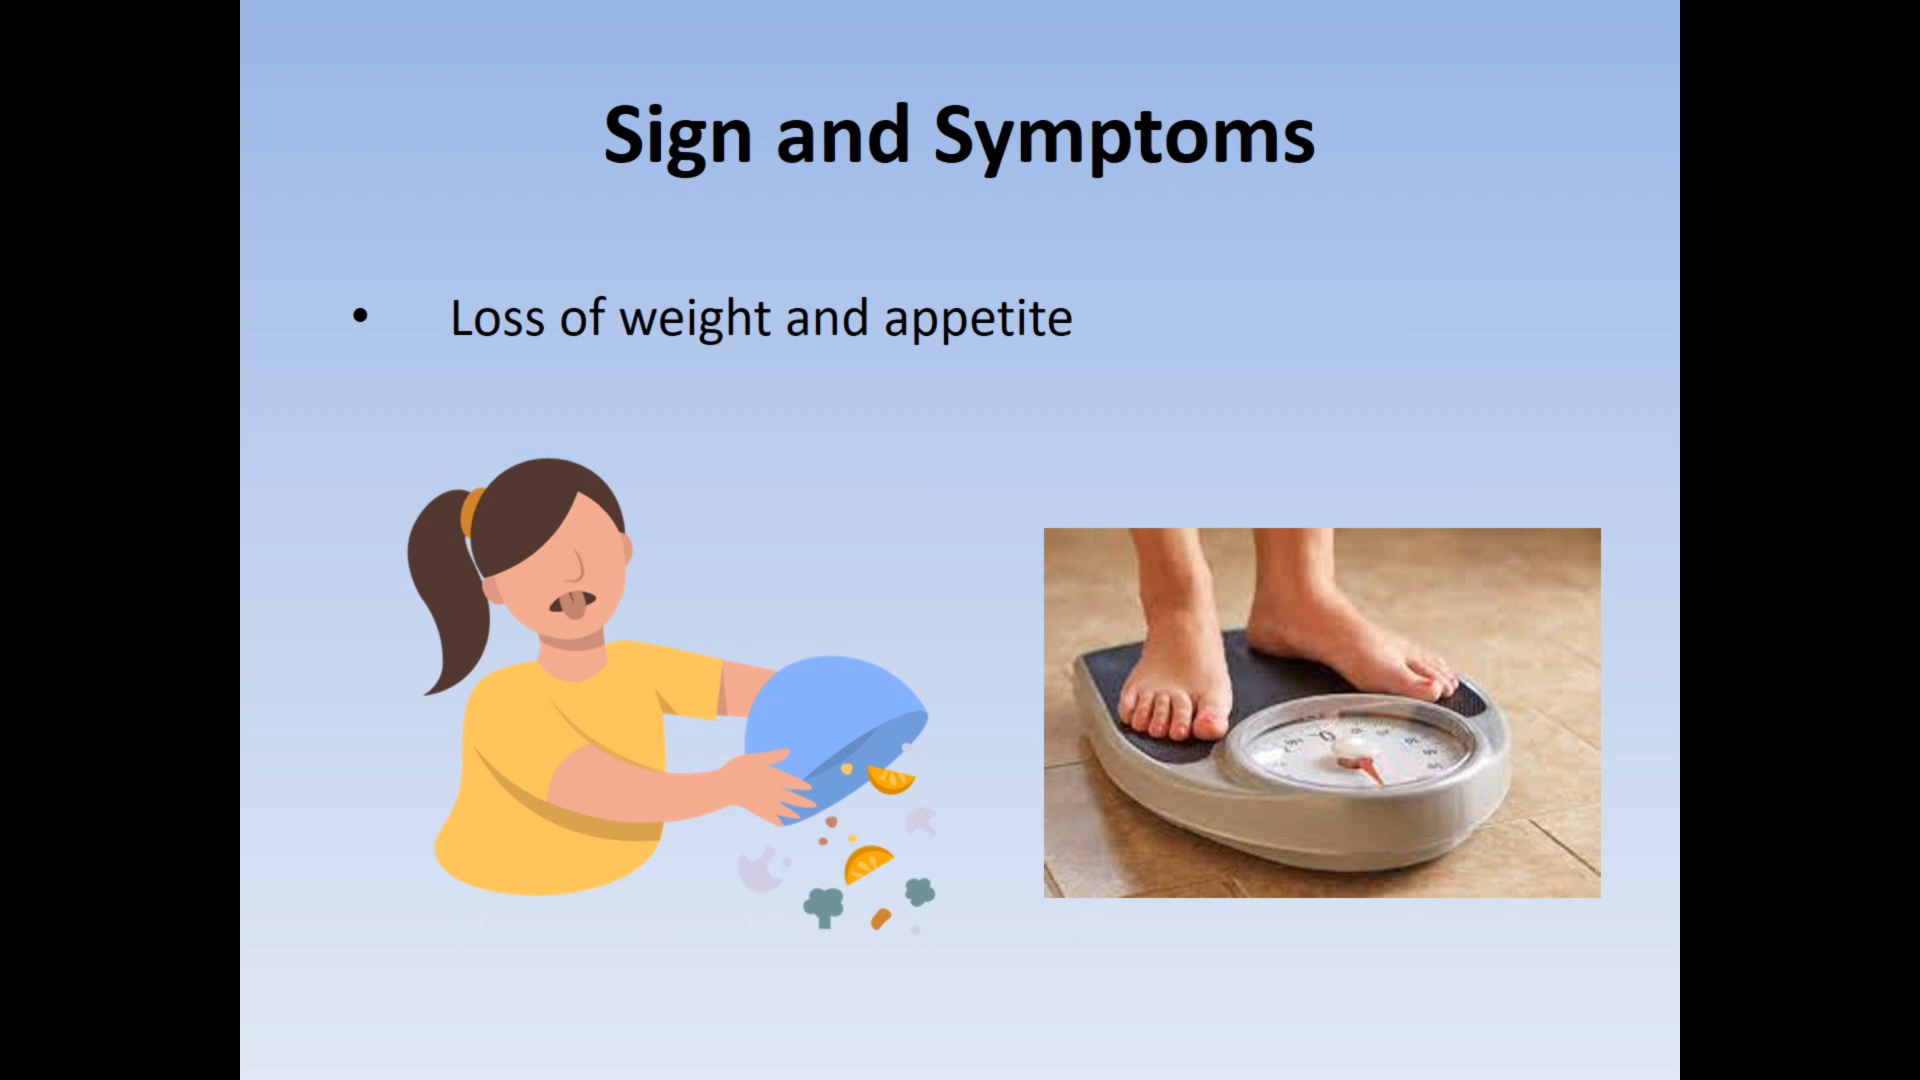 Sign and Symptoms
• Loss of weight and appetite